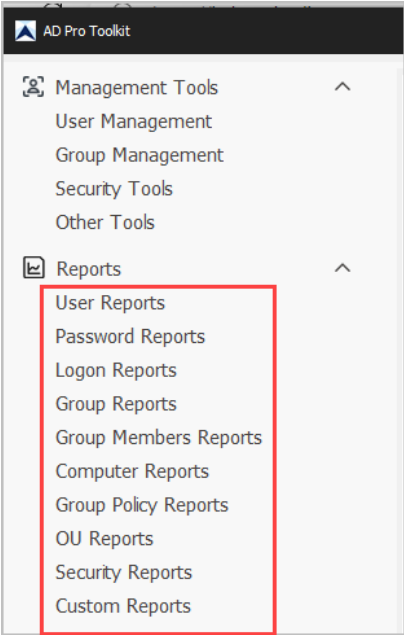 AD Pro Toolkit
Management Tools
User Management
Group Management
Security Tools
Other Tools
Reports
User Reports
Password Reports
Logon Reports
Group Reports
Group Members Reports
Computer Reports
Group Policy Reports
OU Reports
Security Reports
Custom Reports